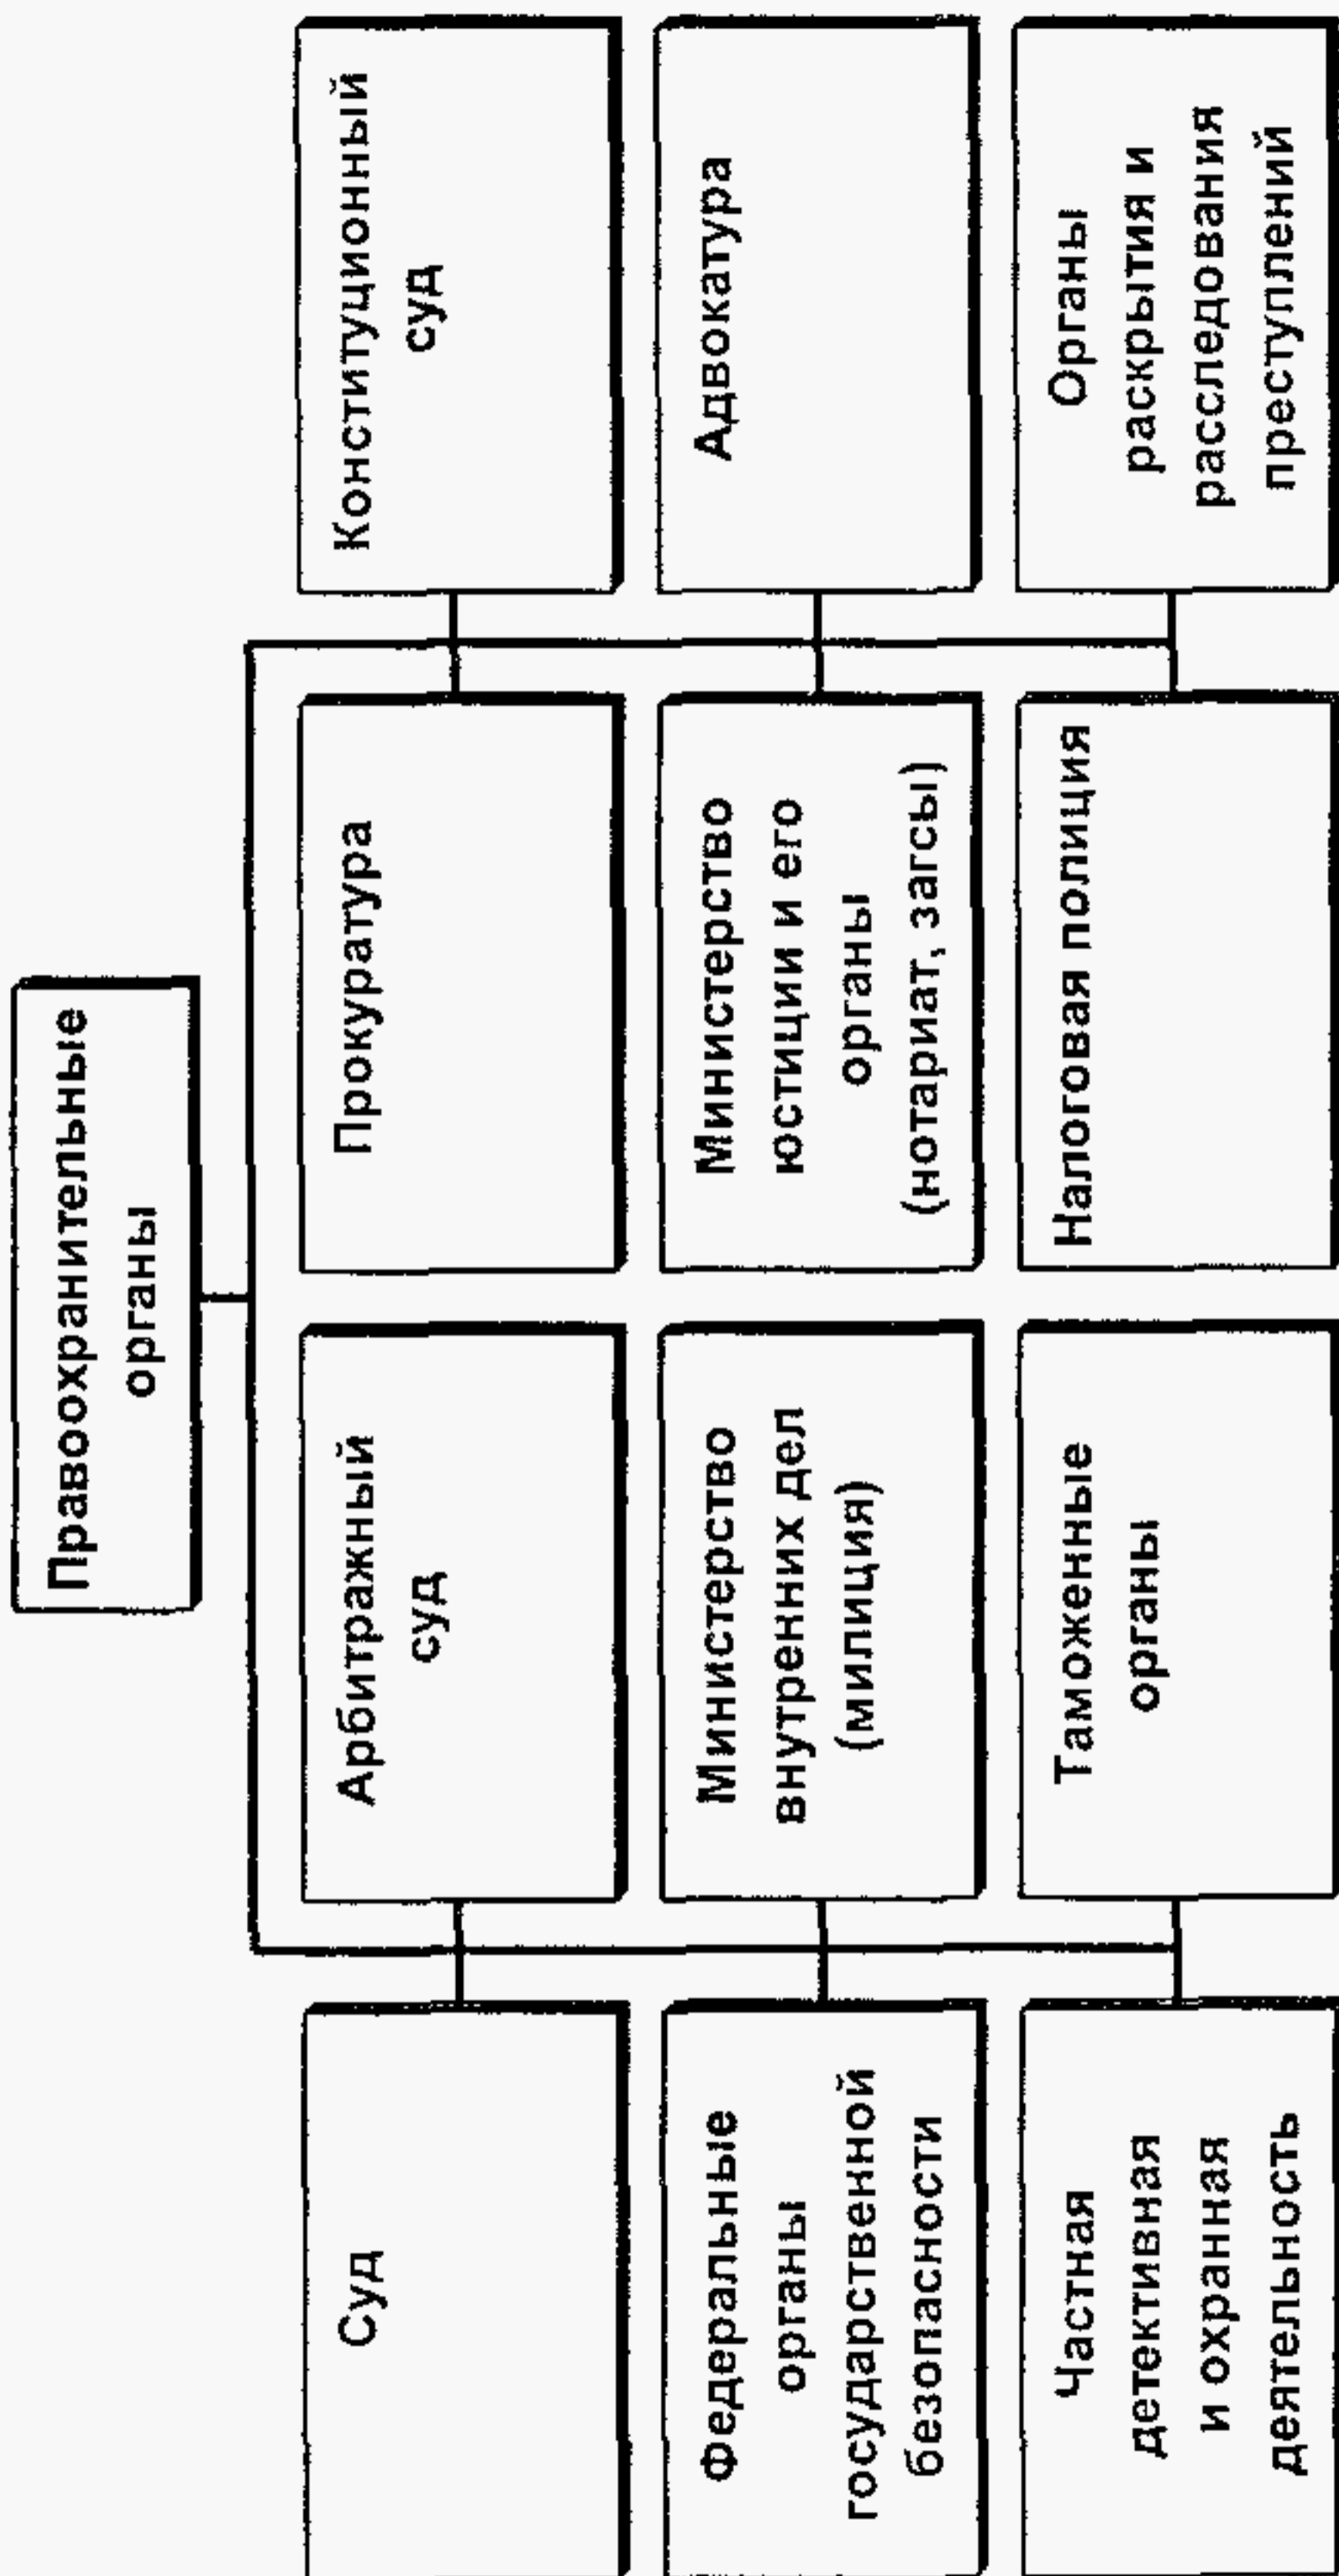 Правоохранительные
органы
Суд
Арбитражный
суд
Прокуратура
Конституционный
суд
Федеральные
органы
государственной
безопасности
Министерство
внутренних дел
(милиция)
Министерство
юстиции и его
органы
(нотариат, загсы)
Адвокатура
Частная
детективная
и охранная
деятельность
Таможенные
органы
Налоговая полиция
Органы
раскрытия и
расследования
преступлений